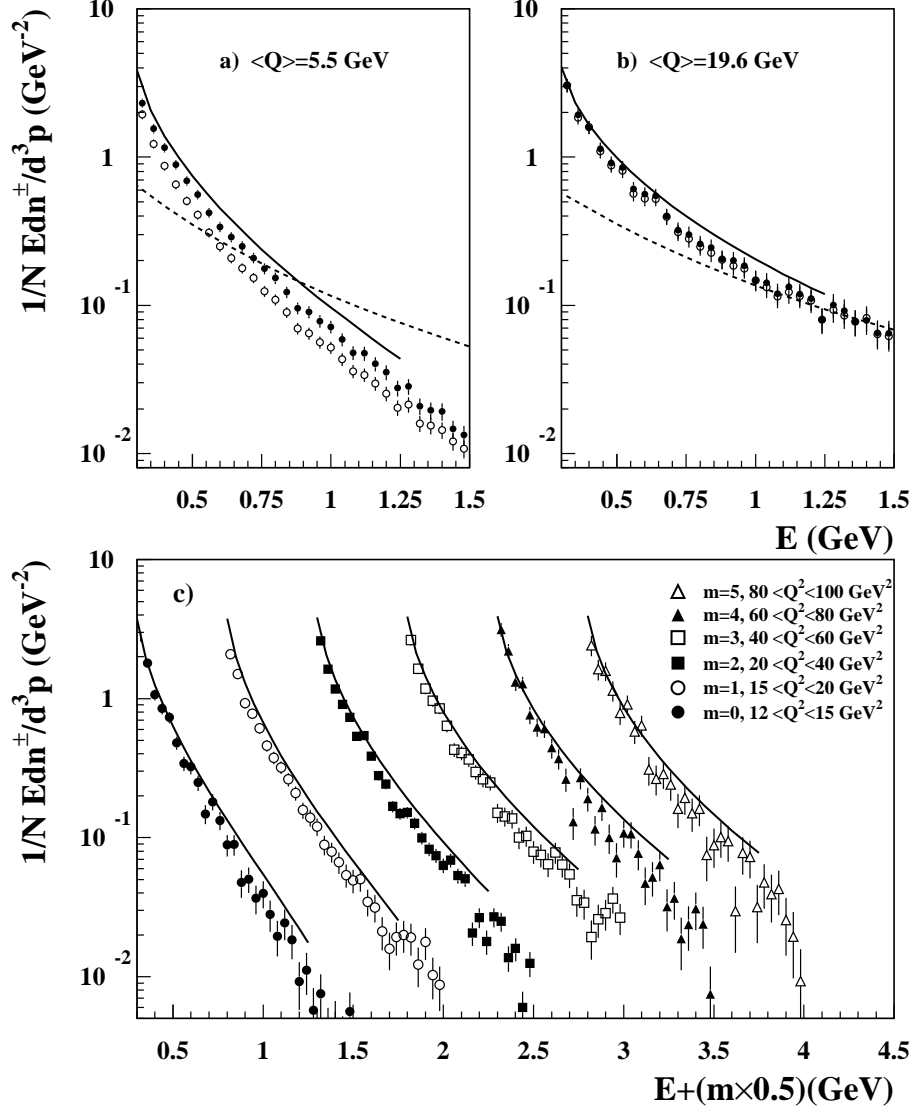 1/N Edn±/d³p (GeV⁻²)
10
1
10⁻¹
10⁻²
a) <Q>=5.5 GeV
0.5 0.75 1 1.25 1.5
10
1
10⁻¹
10⁻²
b) <Q>=19.6 GeV
0.5 0.75 1 1.25 1.5
E (GeV)
1/N Edn±/d³p (GeV⁻²)
10
1
10⁻¹
10⁻²
c)
m=5, 80 <Q²<100 GeV²
m=4, 60 <Q²<80 GeV²
m=3, 40 <Q²<60 GeV²
m=2, 20 <Q²<40 GeV²
m=1, 15 <Q²<20 GeV²
m=0, 12 <Q²<15 GeV²
0.5 1 1.5 2 2.5 3 3.5 4 4.5
E+(m×0.5)(GeV)